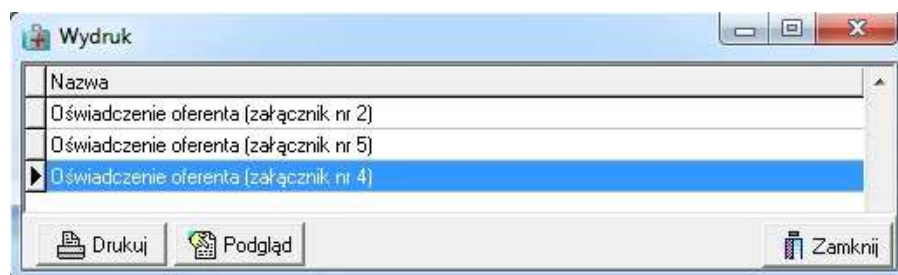 Wydruk
Nazwa
Oświadczenie oferenta (załącznik nr 2)
Oświadczenie oferenta (załącznik nr 5)
Oświadczenie oferenta (załącznik nr 4)
Drukuj Podgląd Zamknij